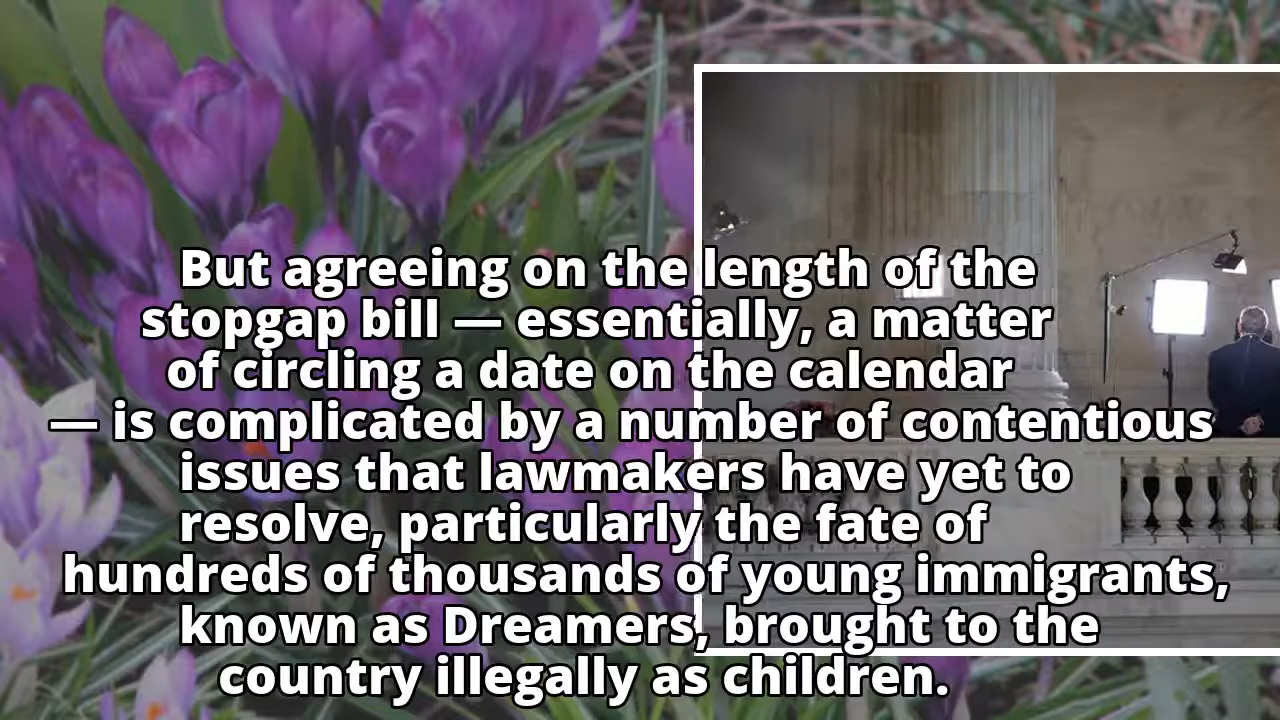 But agreeing on the length of the
stopgap bill — essentially, a matter
of circling a date on the calendar
— is complicated by a number of contentious
issues that lawmakers have yet to
resolve, particularly the fate of
hundreds of thousands of young immigrants,
known as Dreamers, brought to the
country illegally as children.